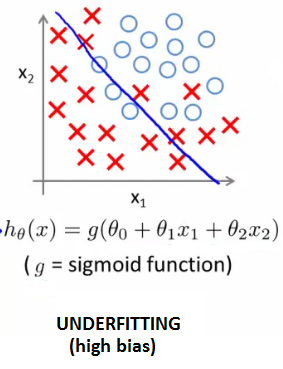 x₂
x₁
hθ(x) = g(θ₀ + θ₁x₁ + θ₂x₂)
( g = sigmoid function)
UNDERFITTING
(high bias)